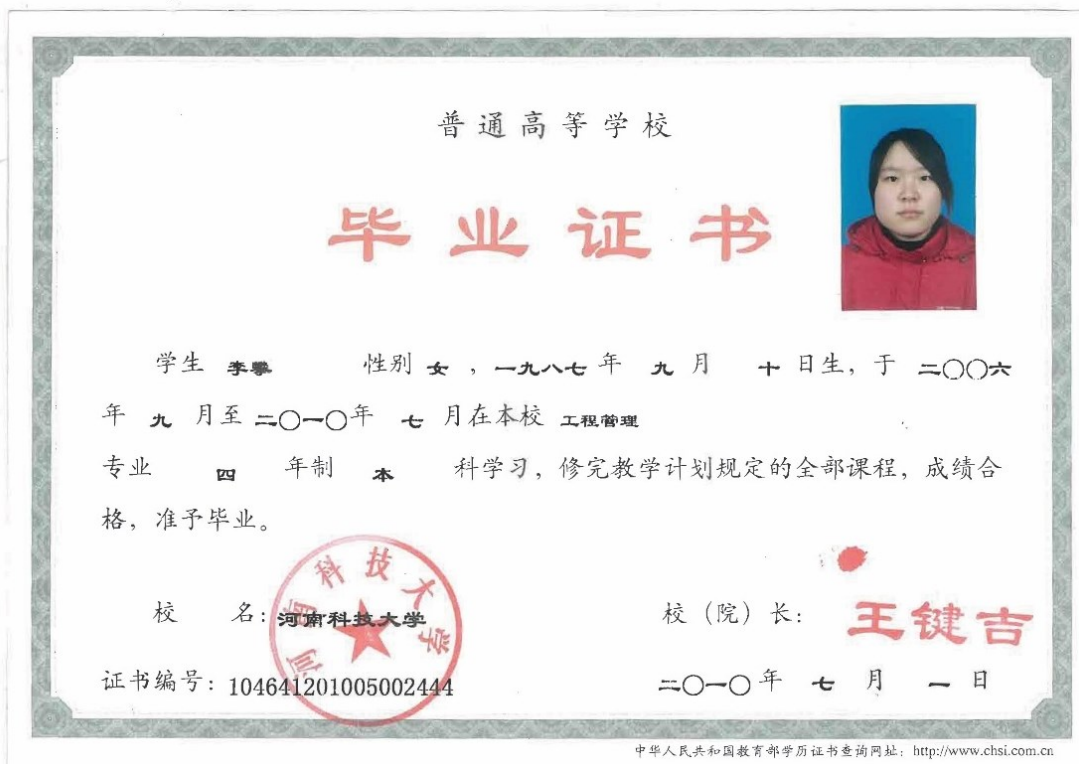 普通高等学校
毕业证书
学生 李攀 性别 女 ，一九八七 年 九 月 十 日生，于 二〇〇六
年 九 月至 二〇一〇年 七 月在本校 工程管理
专业 四 年制 本 科学习，修完教学计划规定的全部课程，成绩合
格，准予毕业。
河南科技大学
校 名：河南科技大学 校（院）长： 王键吉
证书编号：104641201005002444 二〇一〇 年 七 月 一 日
中华人民共和国教育部学历证书查询网址：http://www.chsi.com.cn